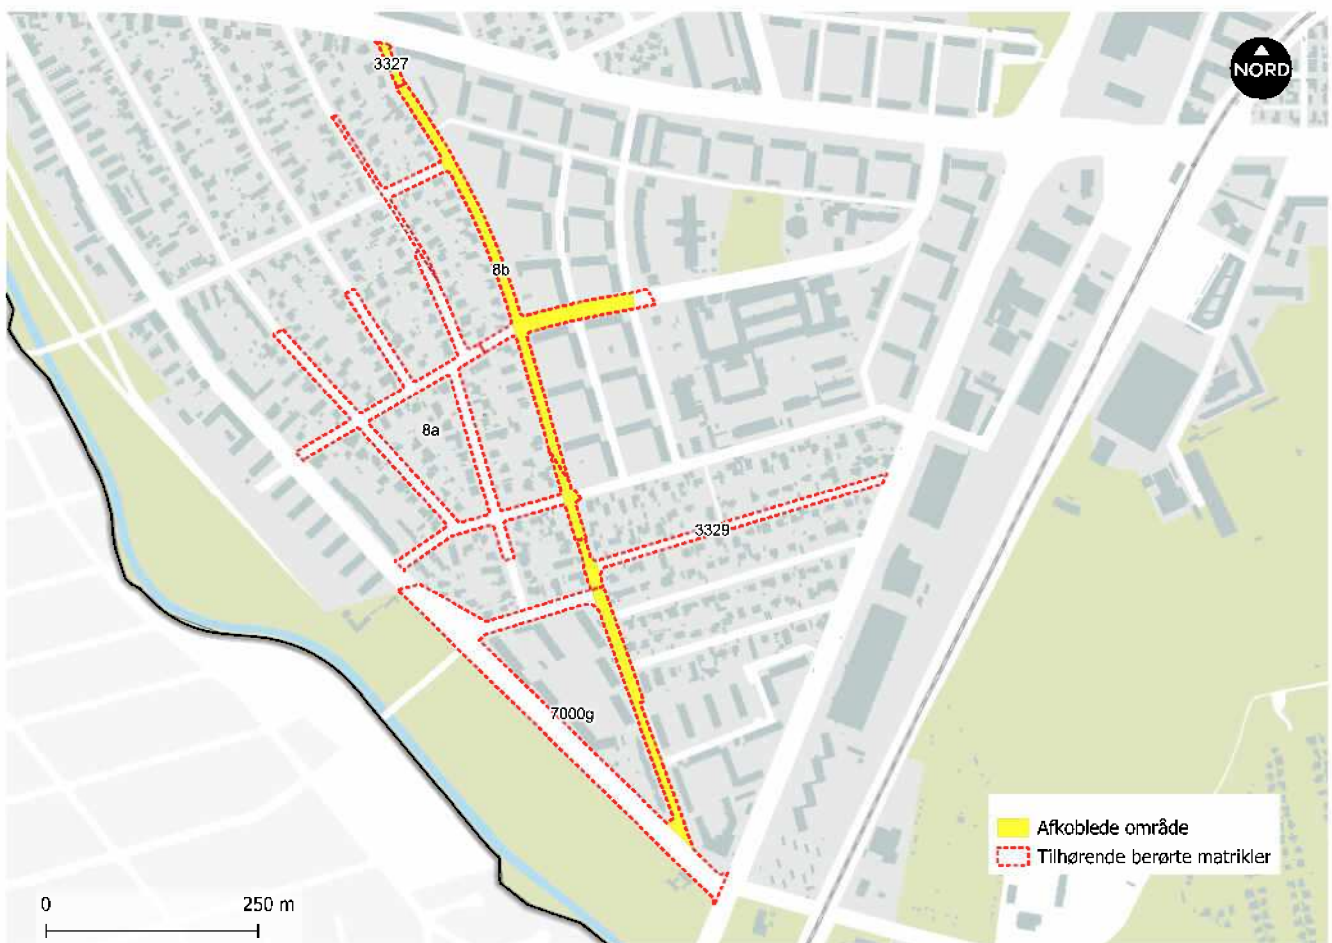 3327
NORD
8b
8a
3329
7000g
Afkoblede område
Tilhørende berørte matrikler
0 250 m